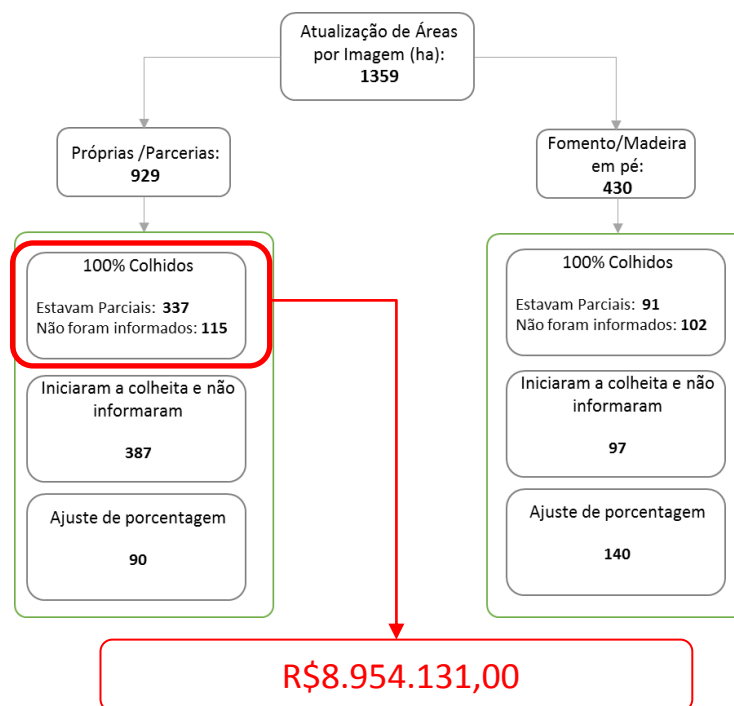 Atualização de Áreas
por Imagem (ha):
1359
Próprias /Parcerias:
929
Fomento/Madeira
em pé:
430
100% Colhidos
Estavam Parciais: 337
Não foram informados: 115
Iniciaram a colheita e não
informaram
387
Ajuste de porcentagem
90
100% Colhidos
Estavam Parciais: 91
Não foram informados: 102
Iniciaram a colheita e não
informaram
97
Ajuste de porcentagem
140
R$8.954.131,00